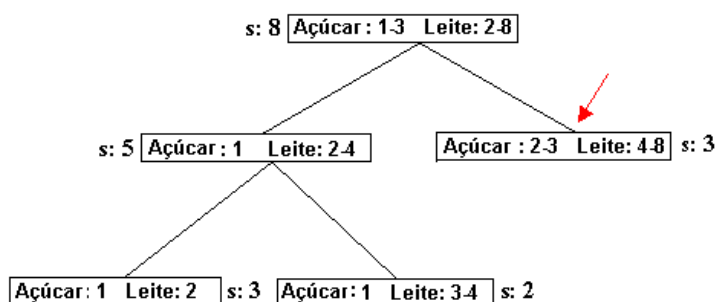 s: 8 Açúcar : 1-3 Leite: 2-8
s: 5 Açúcar : 1 Leite: 2-4
Açúcar : 2-3 Leite: 4-8 s: 3
Açúcar: 1 Leite: 2 s: 3
Açúcar: 1 Leite: 3-4 s: 2